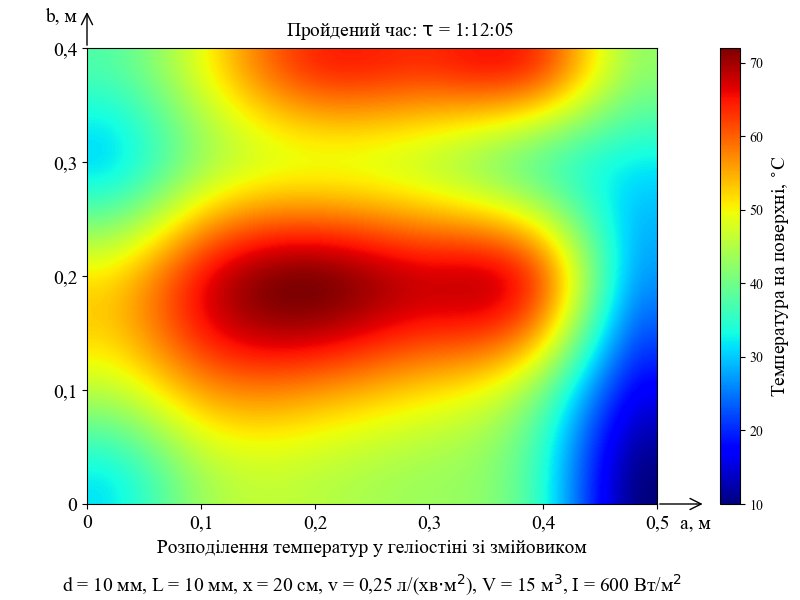 b, м
Пройдений час: τ = 1:12:05
0,4
0,3
0,2
0,1
0
0 0,1 0,2 0,3 0,4 0,5 a, м
70
60
50
40
30
20
10
Температура на поверхні, °C
Розподілення температур у геліостіні зі змійовиком
d = 10 мм, L = 10 мм, x = 20 см, v = 0,25 л/(хв·м²), V = 15 м³, I = 600 Вт/м²